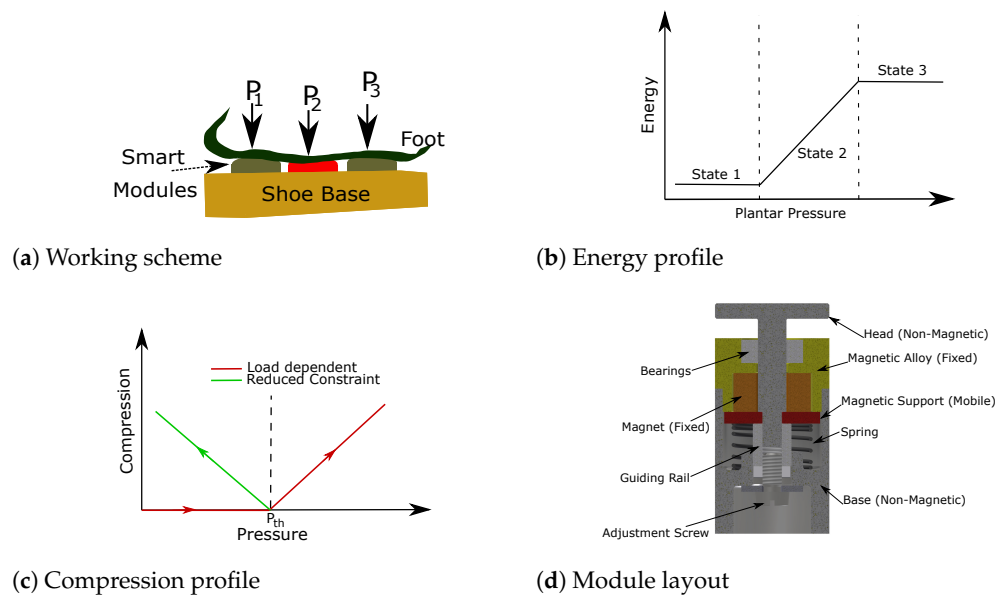 P1
P2
P3
Foot
Smart
Modules
Shoe Base
(a) Working scheme
Energy
State 1
State 2
State 3
Plantar Pressure
(b) Energy profile
Compression
Load dependent
Reduced Constraint
Pth
Pressure
(c) Compression profile
Head (Non-Magnetic)
Bearings
Magnetic Alloy (Fixed)
Magnetic Support (Mobile)
Magnet (Fixed)
Spring
Guiding Rail
Base (Non-Magnetic)
Adjustment Screw
(d) Module layout